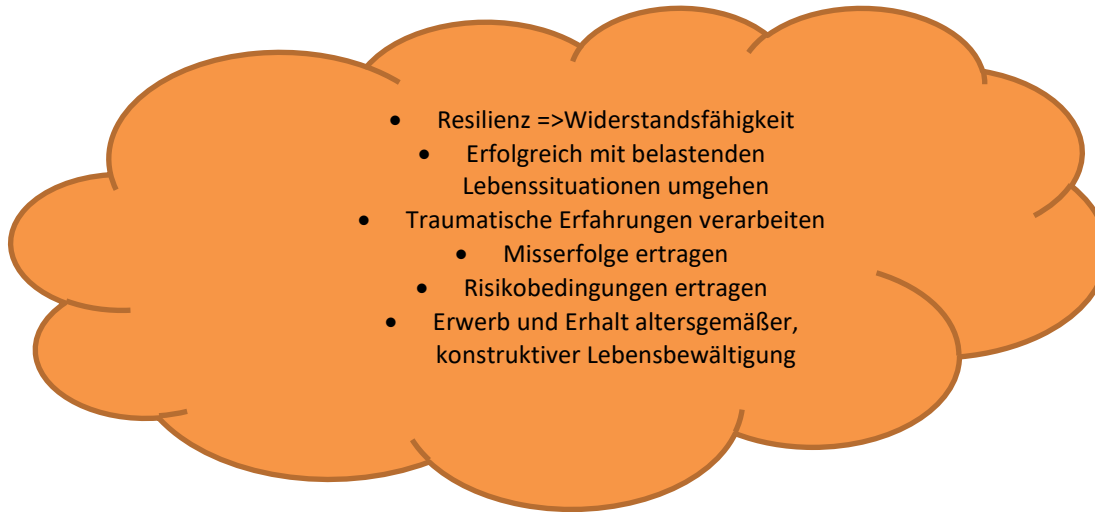 • Resilienz =>Widerstandsfähigkeit
• Erfolgreich mit belastenden
Lebenssituationen umgehen
• Traumatische Erfahrungen verarbeiten
• Misserfolge ertragen
• Risikobedingungen ertragen
• Erwerb und Erhalt altersgemäßer,
konstruktiver Lebensbewältigung